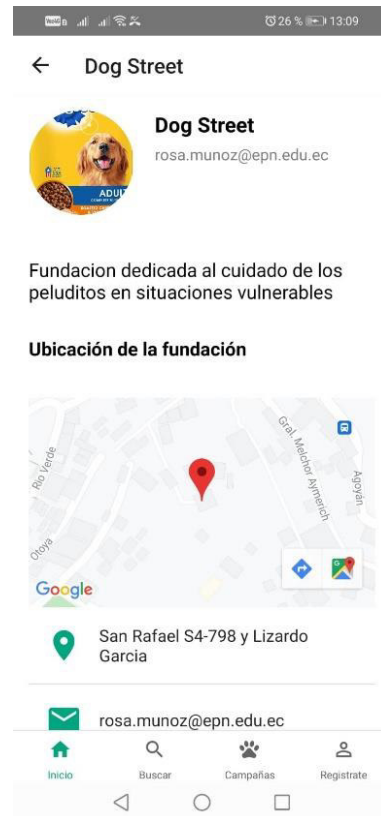 26 % 13:09
Dog Street
Dog Street
rosa.munoz@epn.edu.ec
ADULT
Fundacion dedicada al cuidado de los
peluditos en situaciones vulnerables
Ubicación de la fundación
Gral. Melchor Aymerich
Rio Verde
Agoyán
Otoya
Google
San Rafael S4-798 y Lizardo
Garcia
rosa.munoz@epn.edu.ec
Inicio
Buscar
Campañas
Registrate